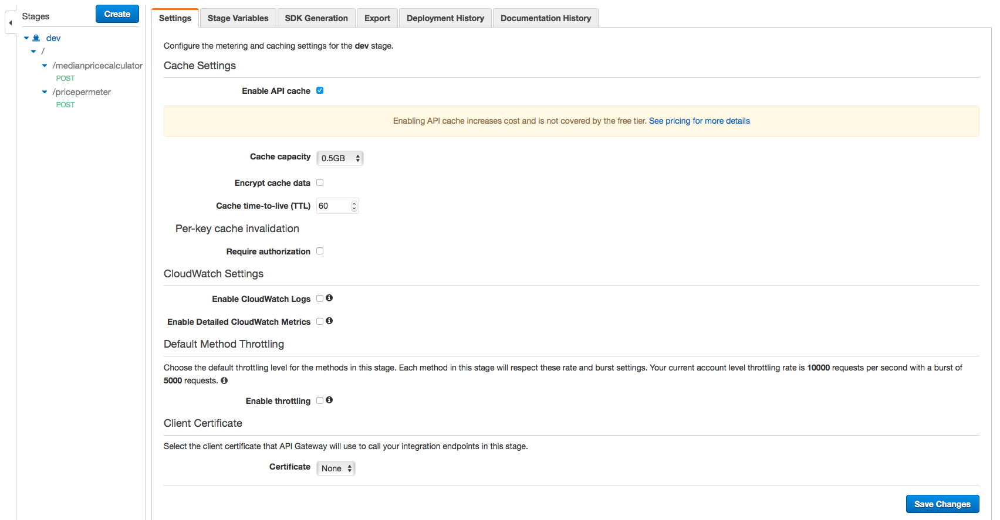 Stages
Create
dev
/
/medianpricecalculator
POST
/pricepermeter
POST
Settings
Stage Variables
SDK Generation
Export
Deployment History
Documentation History
Configure the metering and caching settings for the dev stage.
Cache Settings
Enable API cache
Enabling API cache increases cost and is not covered by the free tier. See pricing for more details
Cache capacity 0.5GB
Encrypt cache data
Cache time-to-live (TTL) 60
Per-key cache invalidation
Require authorization
CloudWatch Settings
Enable CloudWatch Logs
Enable Detailed CloudWatch Metrics
Default Method Throttling
Choose the default throttling level for the methods in this stage. Each method in this stage will respect these rate and burst settings. Your current account level throttling rate is 10000 requests per second with a burst of
5000 requests.
Enable throttling
Client Certificate
Select the client certificate that API Gateway will use to call your integration endpoints in this stage.
Certificate None
Save Changes